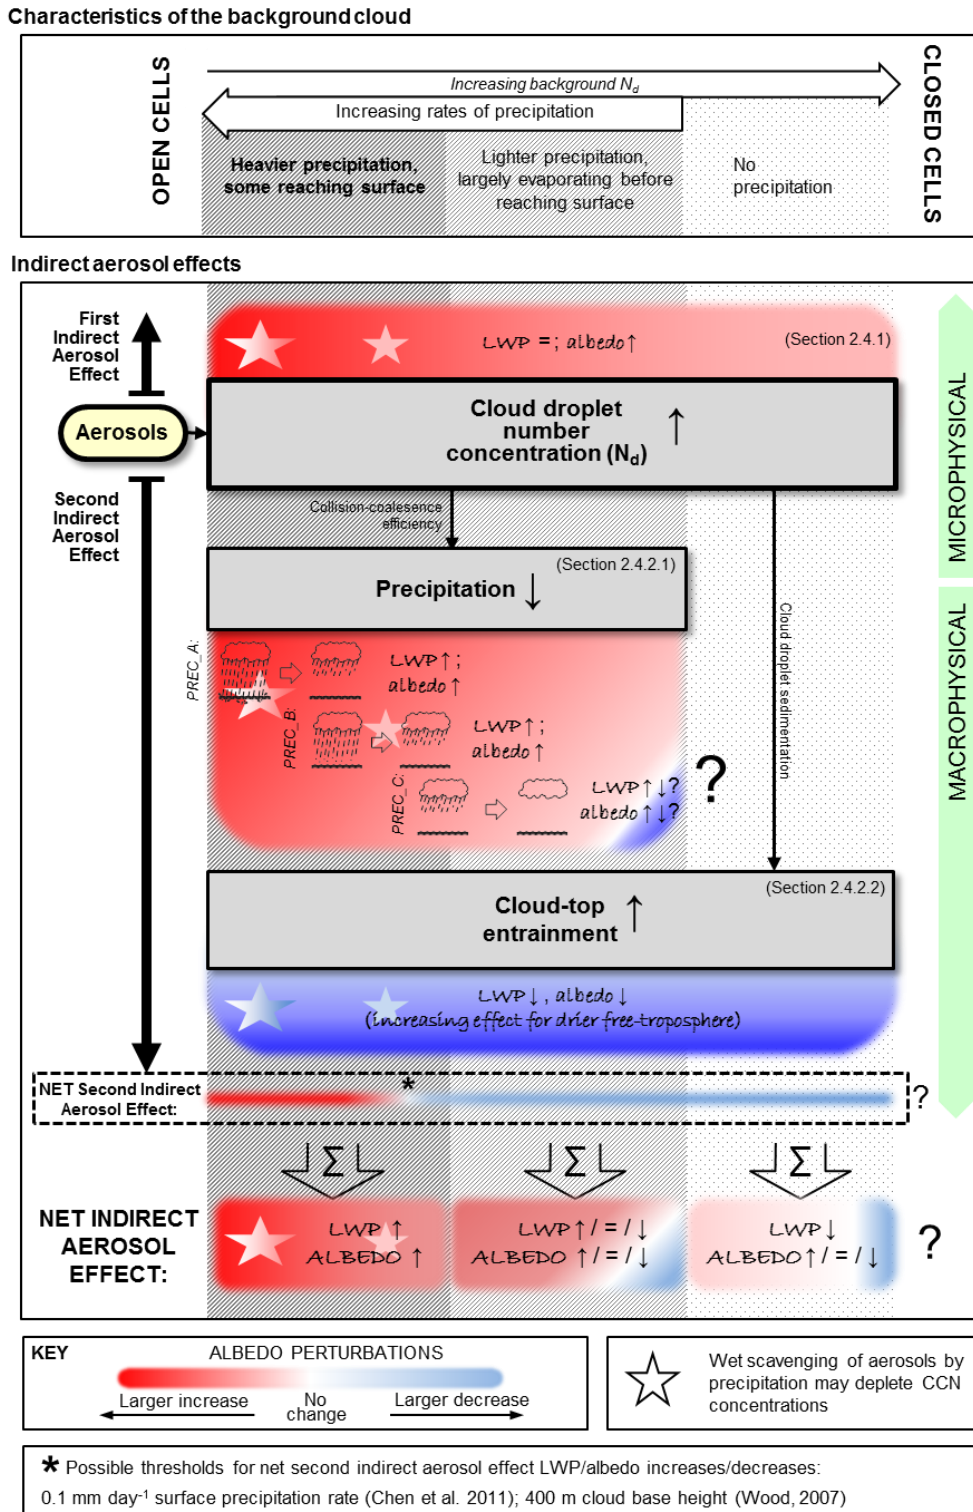 Characteristics of the background cloud
OPEN CELLS
CLOSED CELLS
Increasing background Nd
Increasing rates of precipitation
Heavier precipitation,
some reaching surface
Lighter precipitation,
largely evaporating before
reaching surface
No
precipitation
Indirect aerosol effects
First
Indirect
Aerosol
Effect
LWP = ; albedo ↑
(Section 2.4.1)
MICROPHYSICAL
Aerosols
Cloud droplet
number
concentration (Nd) ↑
Second
Indirect
Aerosol
Effect
Collision-coalesence
efficiency
Cloud droplet sedimentation
(Section 2.4.2.1)
Precipitation ↓
MACROPHYSICAL
PREC_A:
LWP ↑ ;
albedo ↑
PREC_B:
LWP ↑ ;
albedo ↑
PREC_C:
LWP ↑ ↓?
albedo ↑ ↓?
?
(Section 2.4.2.2)
Cloud-top
entrainment ↑
LWP ↓ , albedo ↓
(increasing effect for drier free-troposphere)
NET Second Indirect
Aerosol Effect:
*
?
Σ
Σ
Σ
NET INDIRECT
AEROSOL
EFFECT:
LWP ↑
ALBEDO ↑
LWP ↑ / = / ↓
ALBEDO ↑ / = / ↓
LWP ↓
ALBEDO ↑ / = / ↓
?
KEY
ALBEDO PERTURBATIONS
Larger increase
No
change
Larger decrease
Wet scavenging of aerosols by
precipitation may deplete CCN
concentrations
* Possible thresholds for net second indirect aerosol effect LWP/albedo increases/decreases:
0.1 mm day⁻¹ surface precipitation rate (Chen et al. 2011); 400 m cloud base height (Wood, 2007)